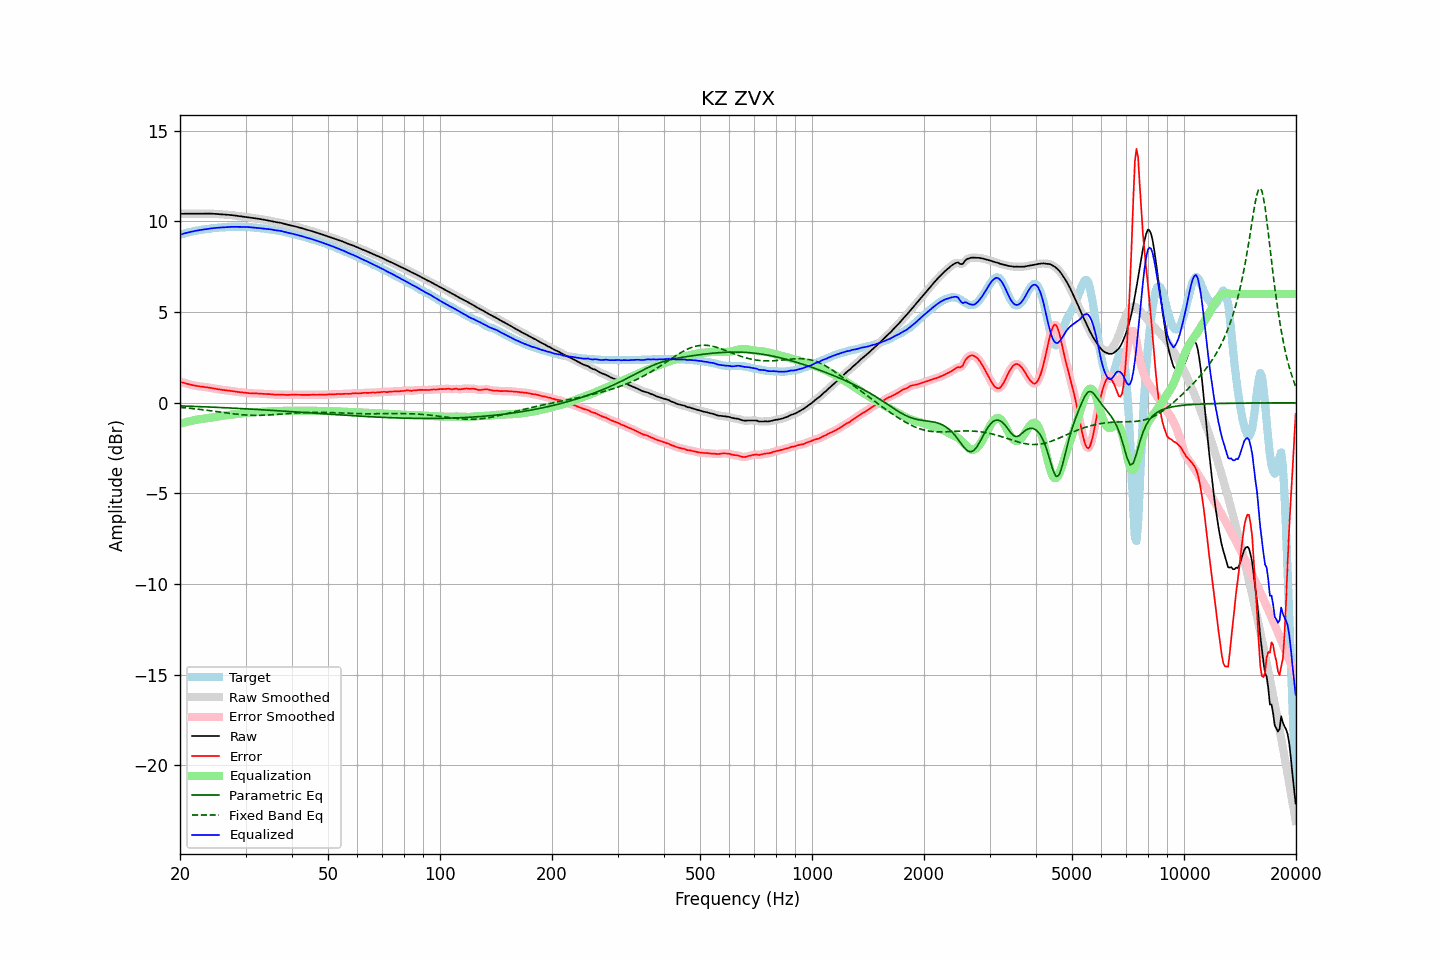 KZ ZVX
15
10
5
0
−5
−10
−15
−20
Amplitude (dBr)
Target
Raw Smoothed
Error Smoothed
Raw
Error
Equalization
Parametric Eq
Fixed Band Eq
Equalized
20 50 100 200 500 1000 2000 5000 10000 20000
Frequency (Hz)